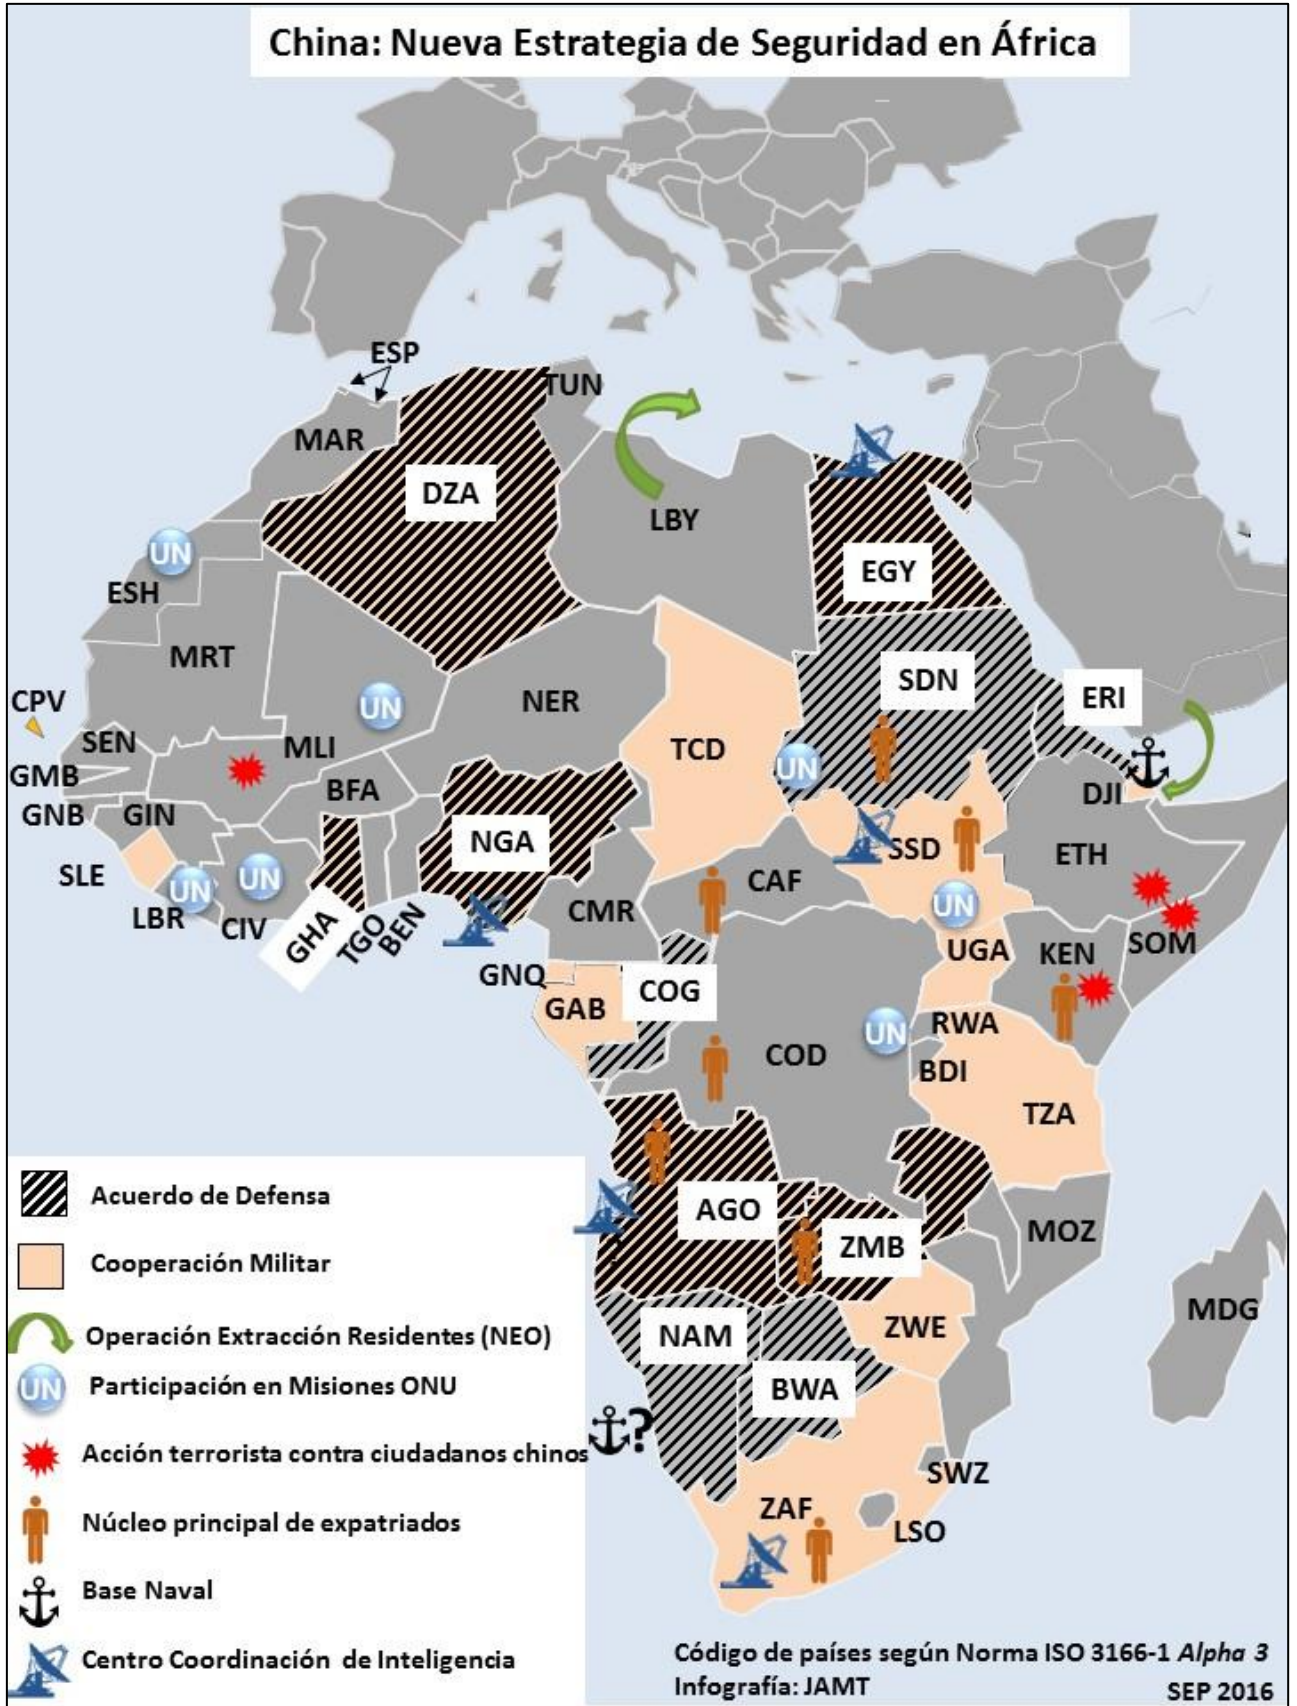 China: Nueva Estrategia de Seguridad en África
ESP
TUN
MAR
DZA
LBY
EGY
UN
ESH
MRT
SDN
ERI
CPV
UN
NER
SEN
MLI
TCD
UN
GMB
BFA
DJI
GNB
GIN
NGA
SSD
ETH
SLE
UN
UN
CAF
LBR
CIV
GHA
TGO
BEN
CMR
UN
UGA
KEN
SOM
GNQ
COG
GAB
UN
RWA
COD
BDI
TZA
AGO
ZMB
MOZ
?
NAM
ZWE
MDG
BWA
?
SWZ
ZAF
LSO
Acuerdo de Defensa
Cooperación Militar
Operación Extracción Residentes (NEO)
UN Participación en Misiones ONU
Acción terrorista contra ciudadanos chinos
Núcleo principal de expatriados
Base Naval
Centro Coordinación de Inteligencia
Código de países según Norma ISO 3166-1 Alpha 3
Infografía: JAMT
SEP 2016